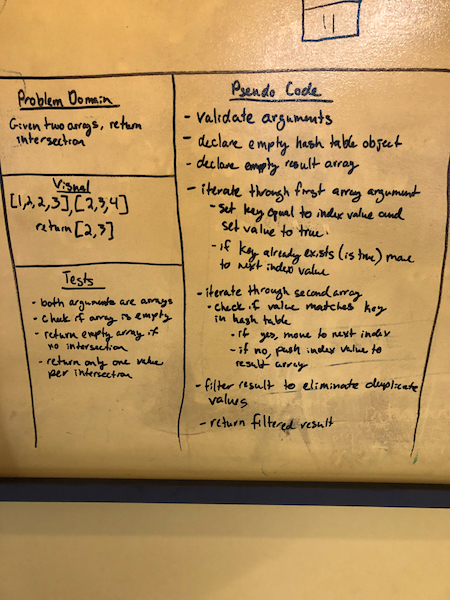 11
Problem Domain
Given two arrays, return
intersection
Visual
[1,2,2,3],[2,3,4]
return [2,3]
Tests
- both arguments are arrays
- check if array is empty
- return empty array if
no intersection
- return only one value
per intersection
Pseudo Code
- validate arguments
- declare empty hash table object
- declare empty result array
- iterate through first array argument
- set key equal to index value and
set value to true.
- if key already exists (is true) move
to next index value
- iterate through second array
- check if value matches key
in hash table
- if yes, move to next index
- if no, push index value to
result array
- filter result to eliminate duplicate
values
- return filtered result